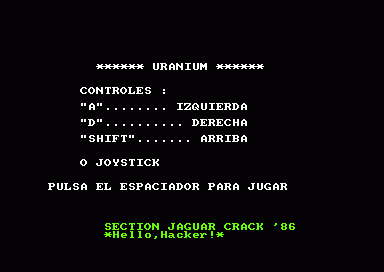 ****** URANIUM ******
CONTROLES :
"A"........ IZQUIERDA
"D".......... DERECHA
"SHIFT"....... ARRIBA
O JOYSTICK
PULSA EL ESPACIADOR PARA JUGAR
SECTION JAGUAR CRACK '86
*Hello,Hacker!*